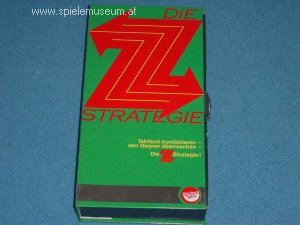 www.spielemuseum.at
DIE
Z
STRATEGIE
Taktisch kombinieren –
den Gegner überraschen –
Die Z Strategie!